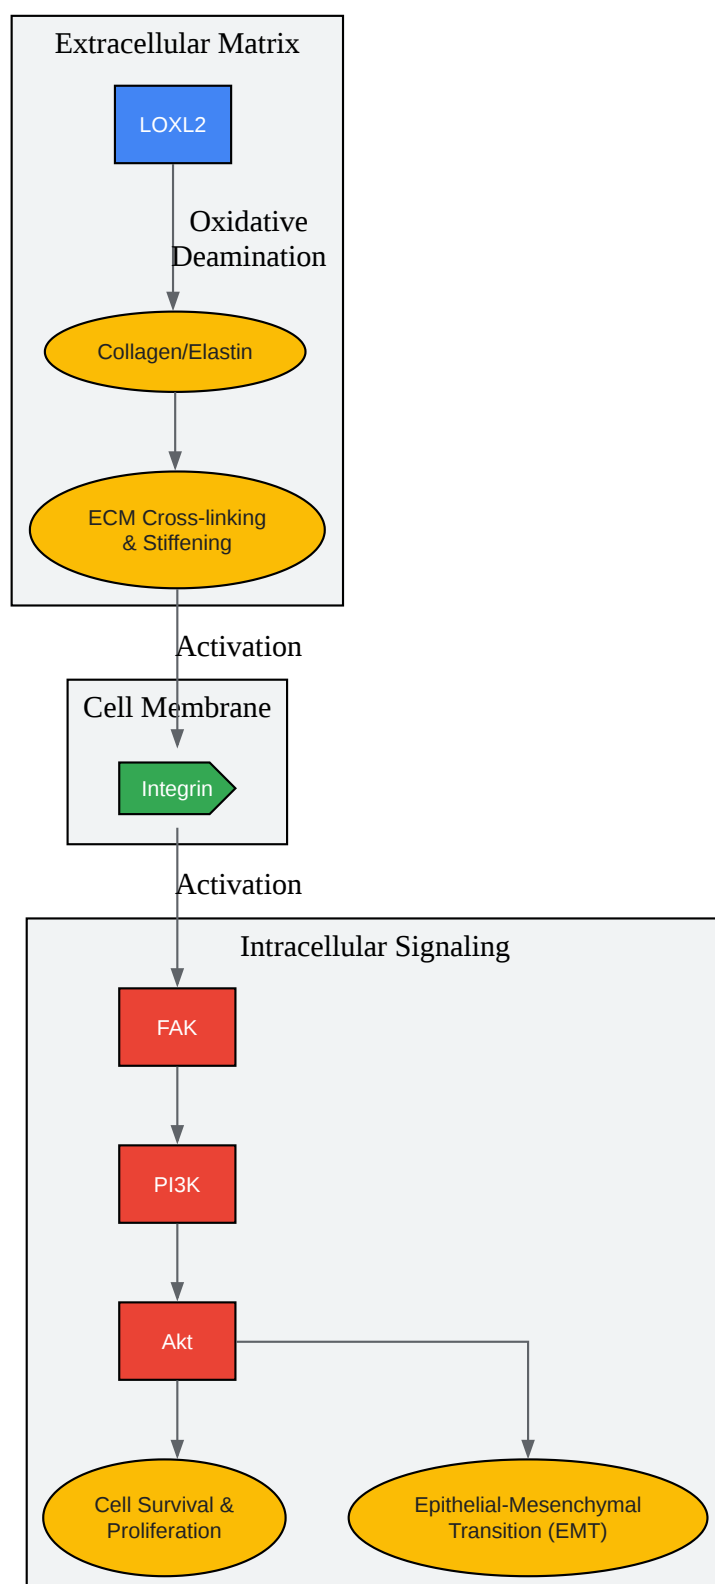 Extracellular Matrix
LOXL2
Oxidative
Deamination
Collagen/Elastin
ECM Cross-linking
& Stiffening
Activation
Cell Membrane
Integrin
Activation
Intracellular Signaling
FAK
PI3K
Akt
Cell Survival &
Proliferation
Epithelial-Mesenchymal
Transition (EMT)